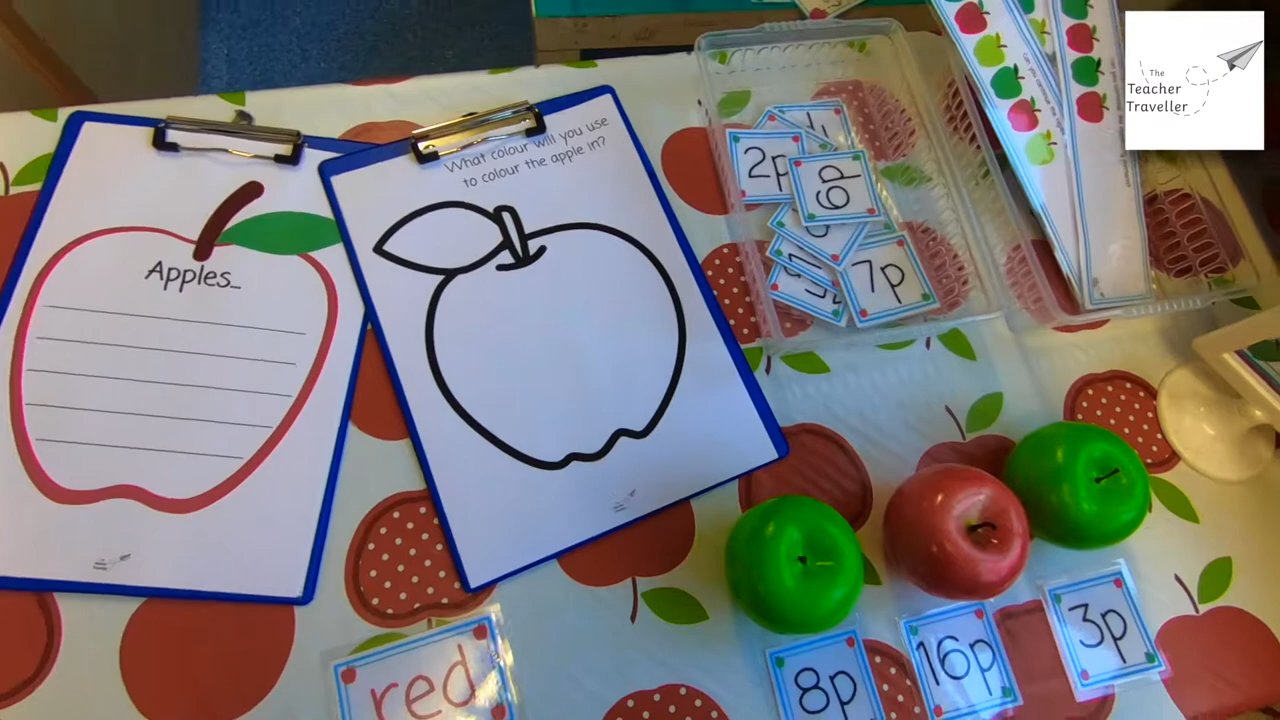 Apples_
What colour will you use
to colour the apple in?
2p
6p
7p
The
Teacher
Traveller
red
8p
16p
3p